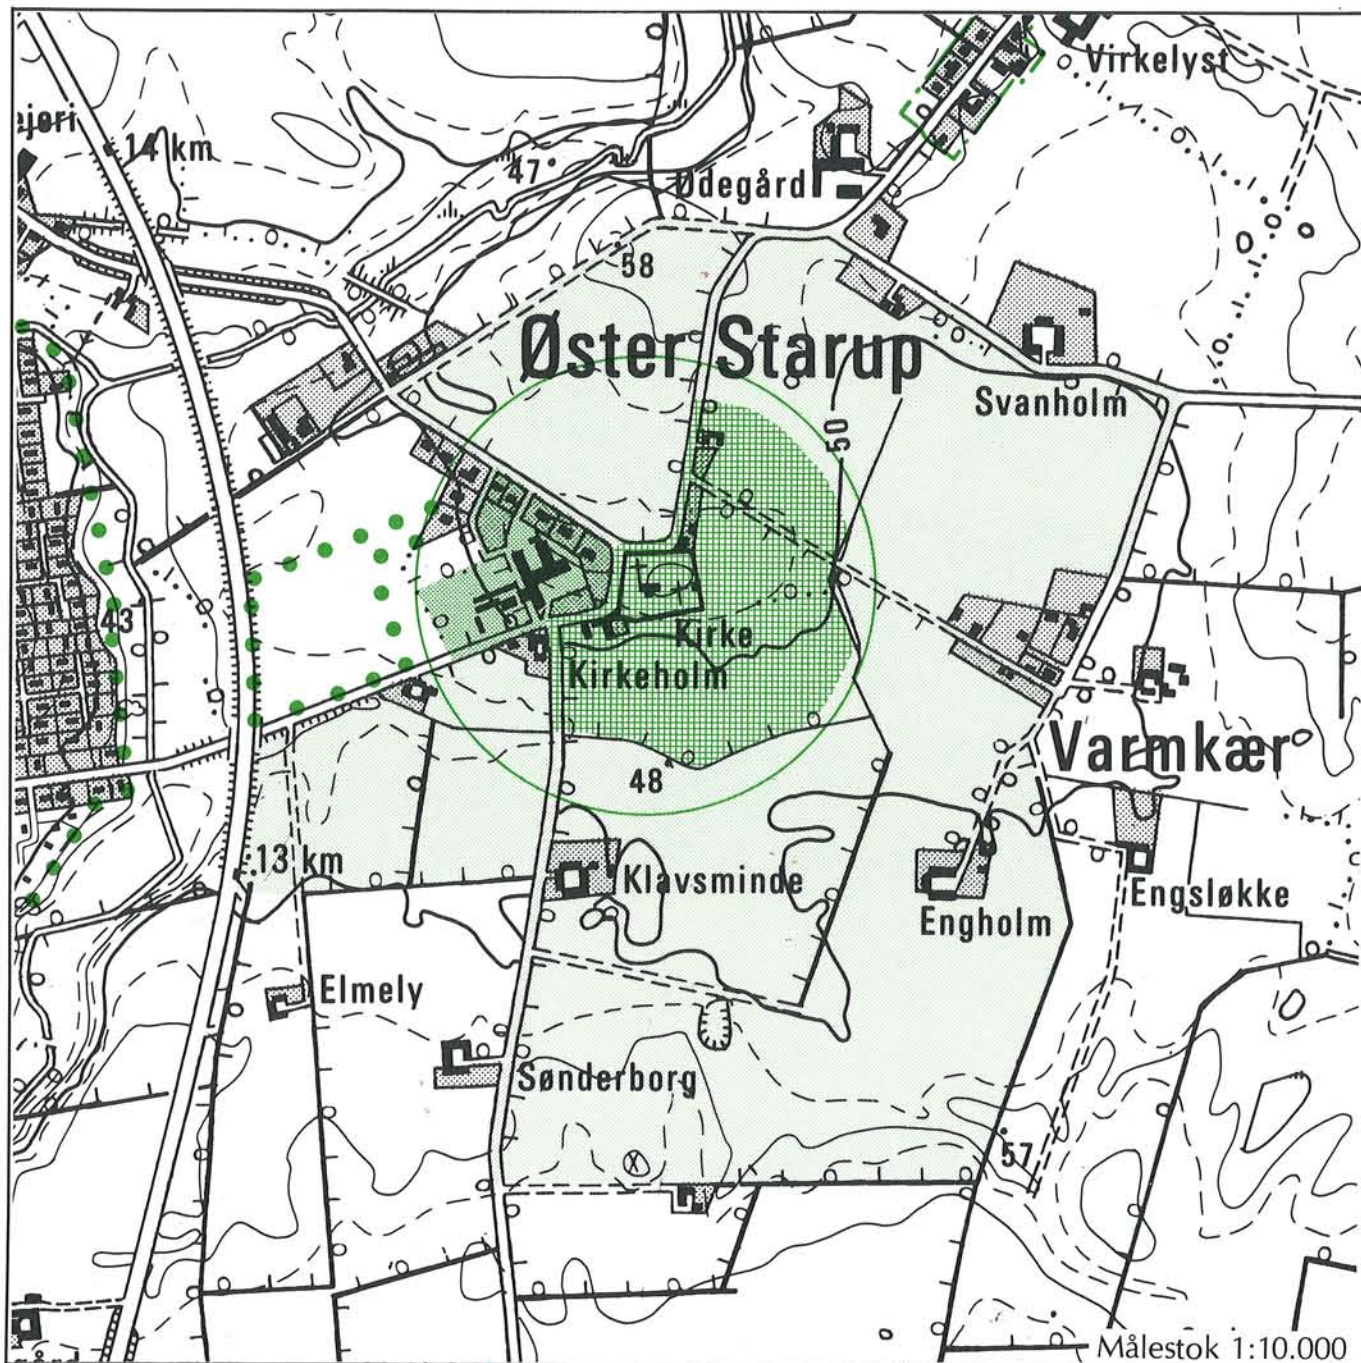 Virkelyst
ejeri
14 km
47
Ødegård
58
Øster Starup
Svanholm
50
43
Kirke
Kirkeholm
Varmkær
48
13 km
Klavsminde
Engholm
Engsløkke
Elmely
Sønderborg
57
Målestok 1:10.000